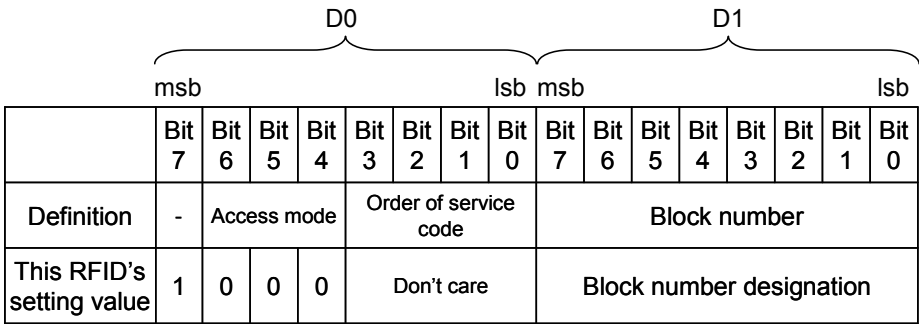 D0 D1
msb lsb msb lsb
Bit 7 Bit 6 Bit 5 Bit 4 Bit 3 Bit 2 Bit 1 Bit 0 Bit 7 Bit 6 Bit 5 Bit 4 Bit 3 Bit 2 Bit 1 Bit 0
Definition - Access mode Order of service code Block number
This RFID's setting value 1 0 0 0 Don't care Block number designation